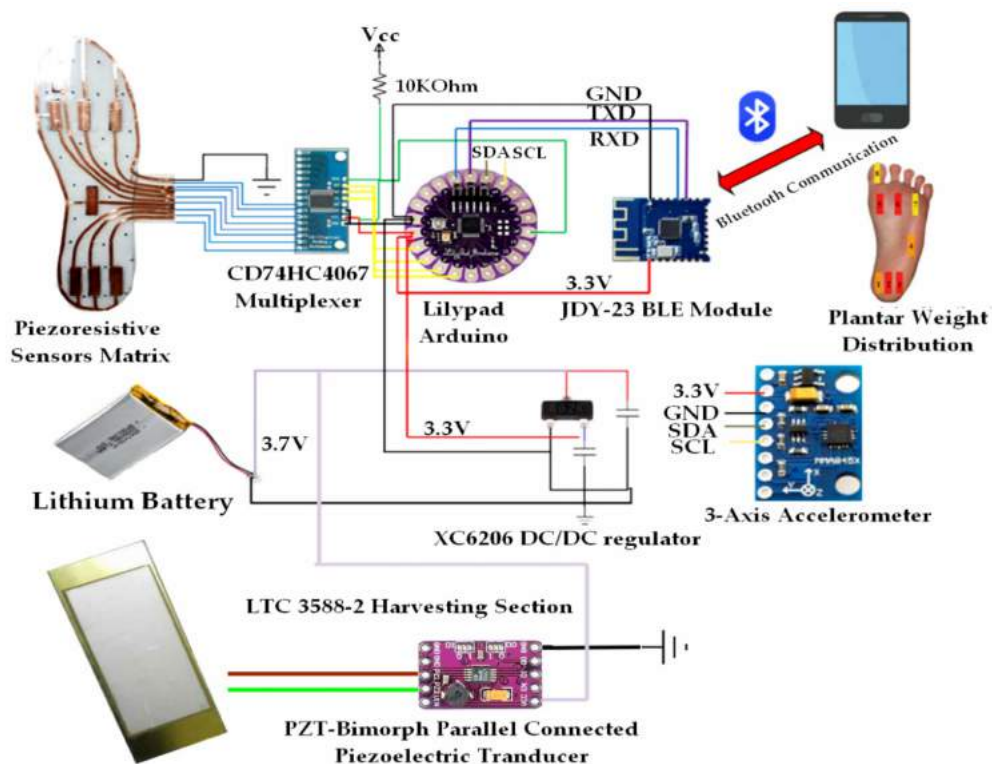 Vcc
10KOhm
GND
TXD
RXD
SDA SCL
Bluetooth Communication
CD74HC4067
Multiplexer
Lilypad
Arduino
3.3V
JDY-23 BLE Module
Piezoresistive
Sensors Matrix
Plantar Weight
Distribution
3.7V
3.3V
Lithium Battery
XC6206 DC/DC regulator
3.3V
GND
SDA
SCL
MMA845X
X
Y
Z
3-Axis Accelerometer
LTC 3588-2 Harvesting Section
PZT-Bimorph Parallel Connected
Piezoelectric Tranducer